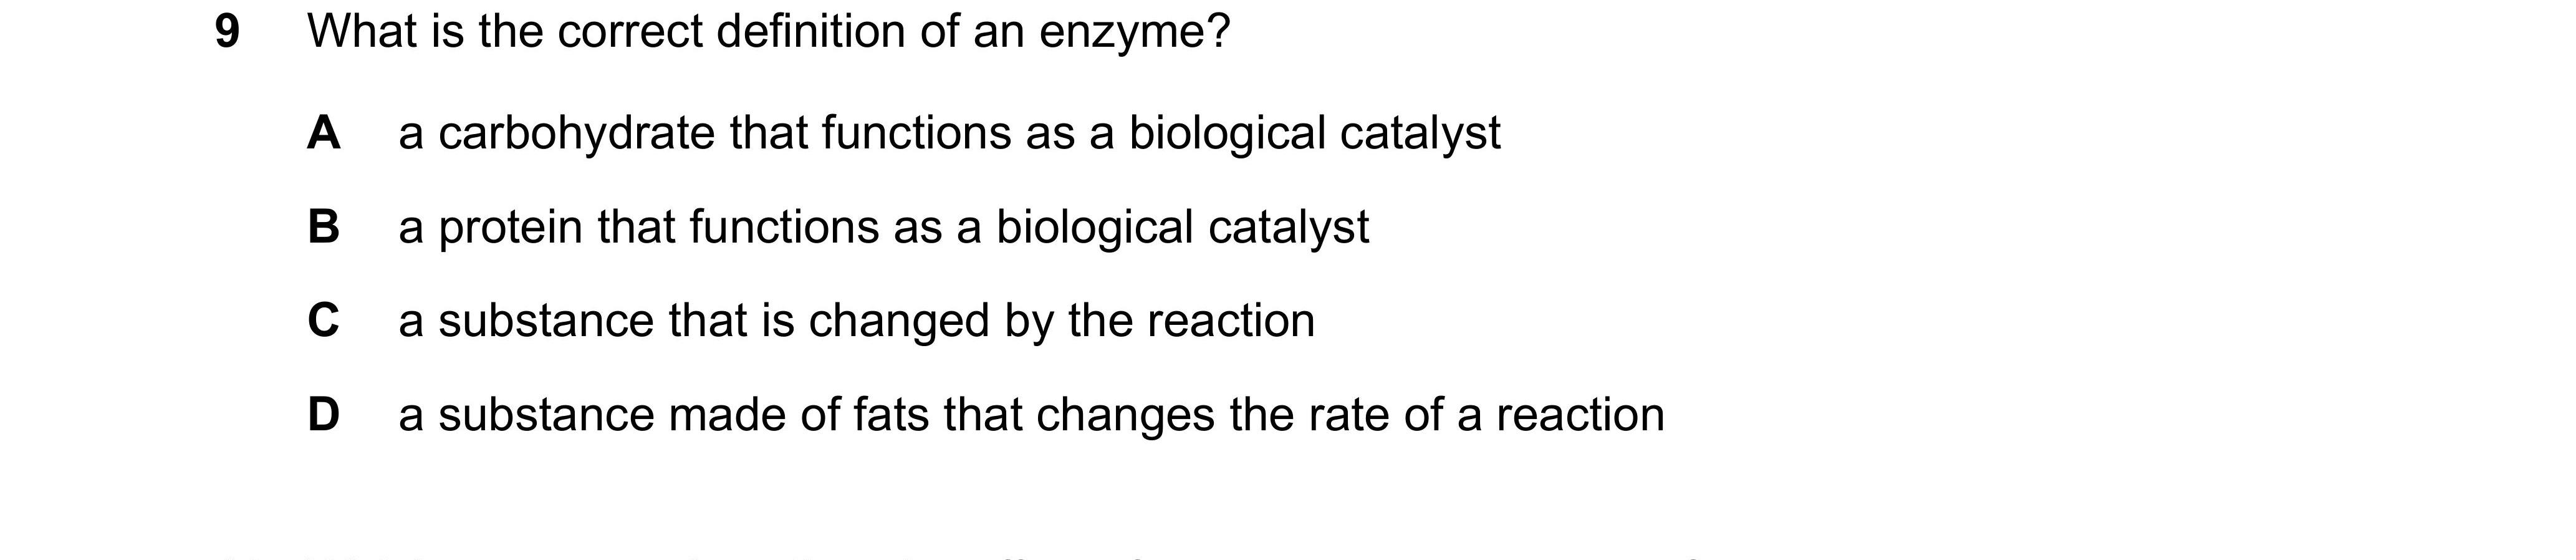 9 What is the correct definition of an enzyme?
A a carbohydrate that functions as a biological catalyst
B a protein that functions as a biological catalyst
C a substance that is changed by the reaction
D a substance made of fats that changes the rate of a reaction